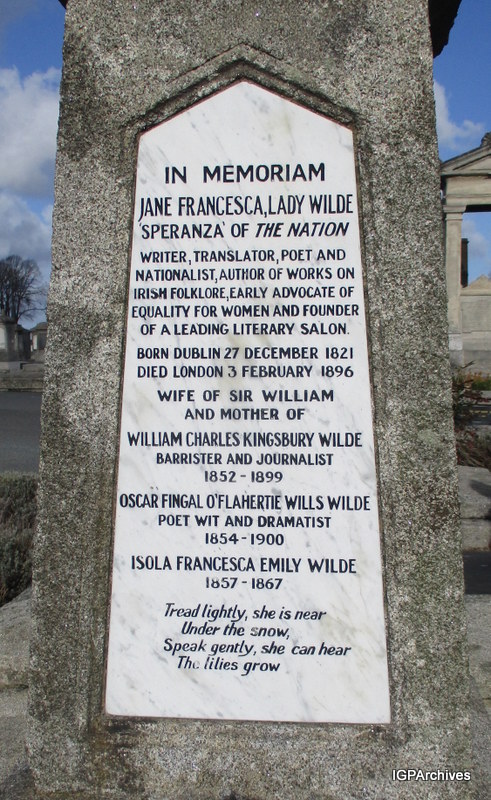 IN MEMORIAM
JANE FRANCESCA, LADY WILDE
'SPERANZA' OF THE NATION
WRITER, TRANSLATOR, POET AND
NATIONALIST, AUTHOR OF WORKS ON
IRISH FOLKLORE, EARLY ADVOCATE OF
EQUALITY FOR WOMEN AND FOUNDER
OF A LEADING LITERARY SALON.
BORN DUBLIN 27 DECEMBER 1821
DIED LONDON 3 FEBRUARY 1896
WIFE OF SIR WILLIAM
AND MOTHER OF
WILLIAM CHARLES KINGSBURY WILDE
BARRISTER AND JOURNALIST
1852 - 1899
OSCAR FINGAL O'FLAHERTIE WILLS WILDE
POET WIT AND DRAMATIST
1854 - 1900
ISOLA FRANCESCA EMILY WILDE
1857 - 1867
Tread lightly, she is near
Under the snow,
Speak gently, she can hear
The lilies grow
IGPArchives